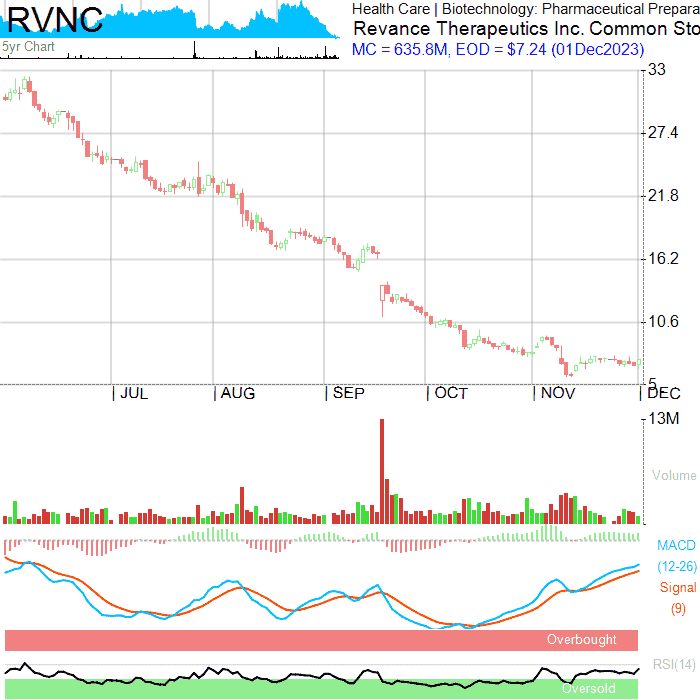 RVNC
Health Care | Biotechnology: Pharmaceutical Prepara
Revance Therapeutics Inc. Common Sto
MC = 635.8M, EOD = $7.24 (01Dec2023)
5yr Chart
33
27.4
21.8
16.2
10.6
5
JUL
AUG
SEP
OCT
NOV
DEC
13M
Volume
MACD
(12-26)
Signal
(9)
Overbought
RSI(14)
Oversold